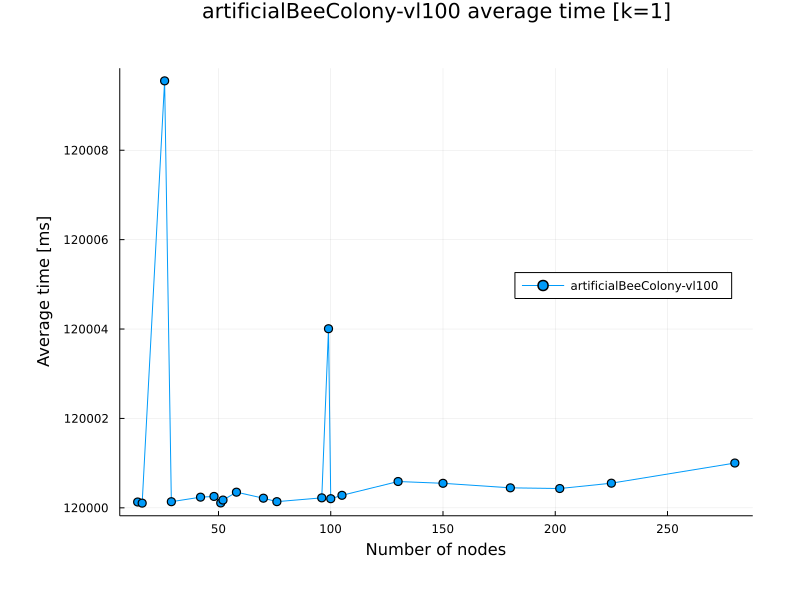 artificialBeeColony-vl100 average time [k=1]
Average time [ms]
120008
120006
120004
120002
120000
artificialBeeColony-vl100
50 100 150 200 250
Number of nodes